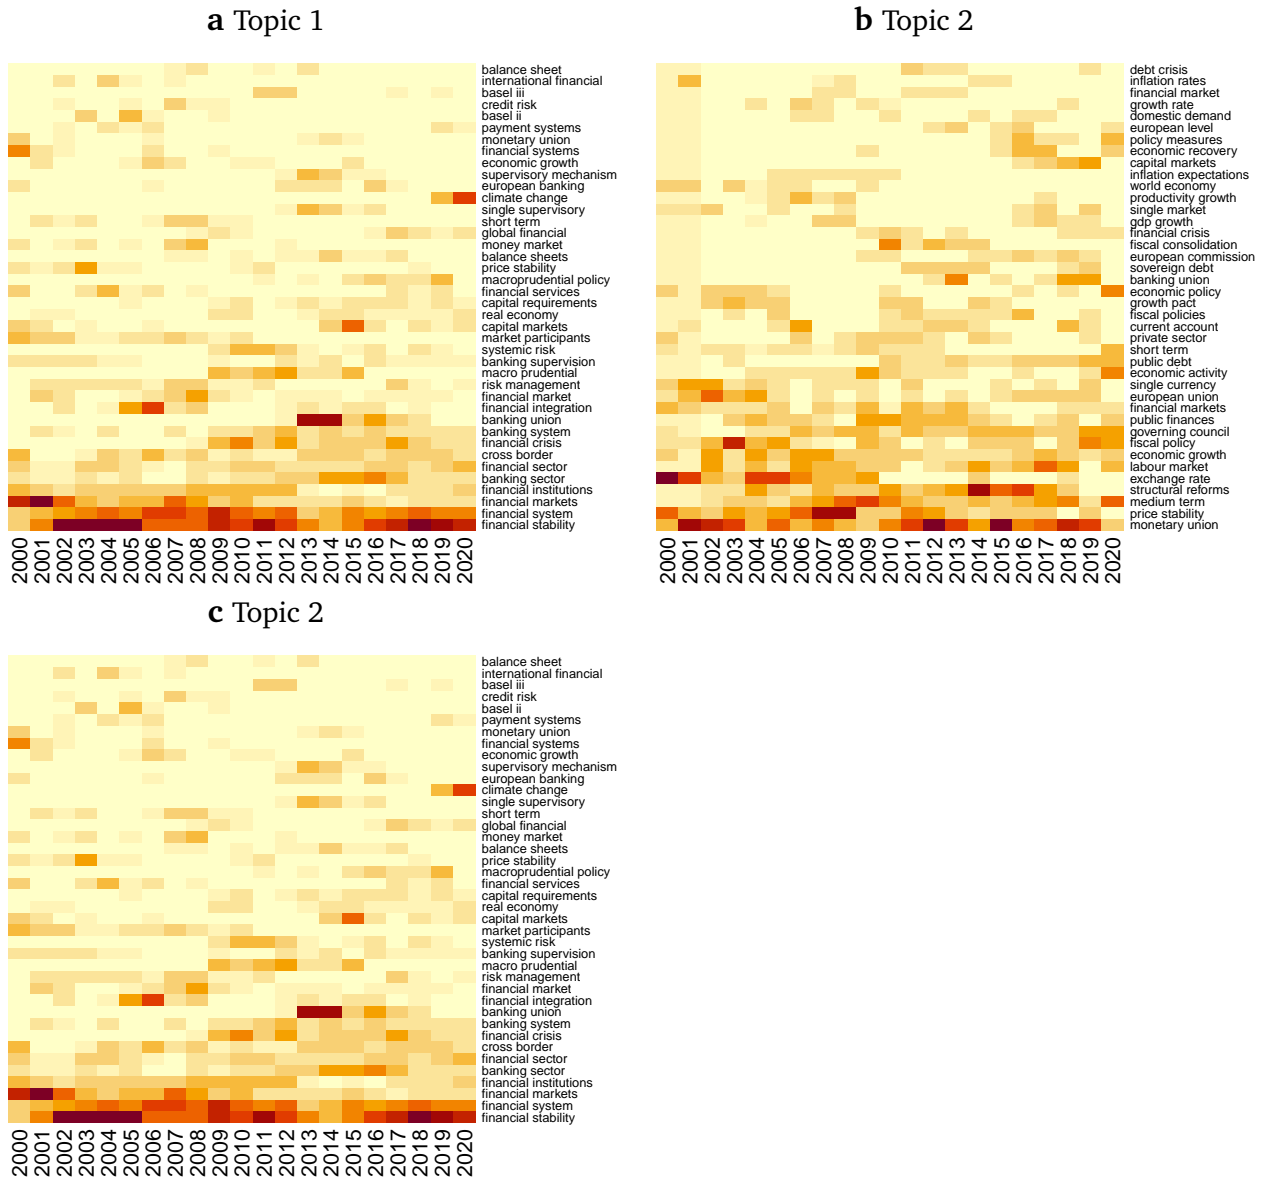 a Topic 1
balance sheet
international financial
basel iii
credit risk
basel ii
payment systems
monetary union
financial systems
economic growth
supervisory mechanism
european banking
climate change
single supervisory
short term
global financial
money market
balance sheets
price stability
macroprudential policy
financial services
capital requirements
real economy
capital markets
market participants
systemic risk
banking supervision
macro prudential
risk management
financial market
financial integration
banking union
banking system
financial crisis
cross border
financial sector
banking sector
financial institutions
financial markets
financial system
financial stability
2000 2001 2002 2003 2004 2005 2006 2007 2008 2009 2010 2011 2012 2013 2014 2015 2016 2017 2018 2019 2020
b Topic 2
debt crisis
inflation rates
financial market
growth rate
domestic demand
european level
policy measures
economic recovery
capital markets
inflation expectations
world economy
productivity growth
single market
gdp growth
financial crisis
fiscal consolidation
european commission
sovereign debt
banking union
economic policy
growth pact
fiscal policies
current account
private sector
short term
public debt
economic activity
single currency
european union
financial markets
public finances
governing council
fiscal policy
economic growth
labour market
exchange rate
structural reforms
medium term
price stability
monetary union
2000 2001 2002 2003 2004 2005 2006 2007 2008 2009 2010 2011 2012 2013 2014 2015 2016 2017 2018 2019 2020
c Topic 2
balance sheet
international financial
basel iii
credit risk
basel ii
payment systems
monetary union
financial systems
economic growth
supervisory mechanism
european banking
climate change
single supervisory
short term
global financial
money market
balance sheets
price stability
macroprudential policy
financial services
capital requirements
real economy
capital markets
market participants
systemic risk
banking supervision
macro prudential
risk management
financial market
financial integration
banking union
banking system
financial crisis
cross border
financial sector
banking sector
financial institutions
financial markets
financial system
financial stability
2000 2001 2002 2003 2004 2005 2006 2007 2008 2009 2010 2011 2012 2013 2014 2015 2016 2017 2018 2019 2020